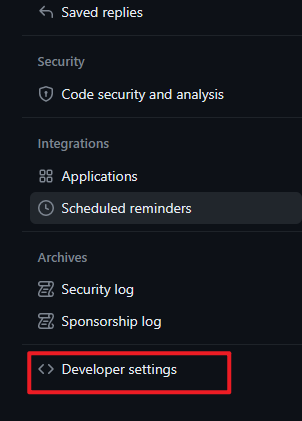 Saved replies
Security
Code security and analysis
Integrations
Applications
Scheduled reminders
Archives
Security log
Sponsorship log
Developer settings